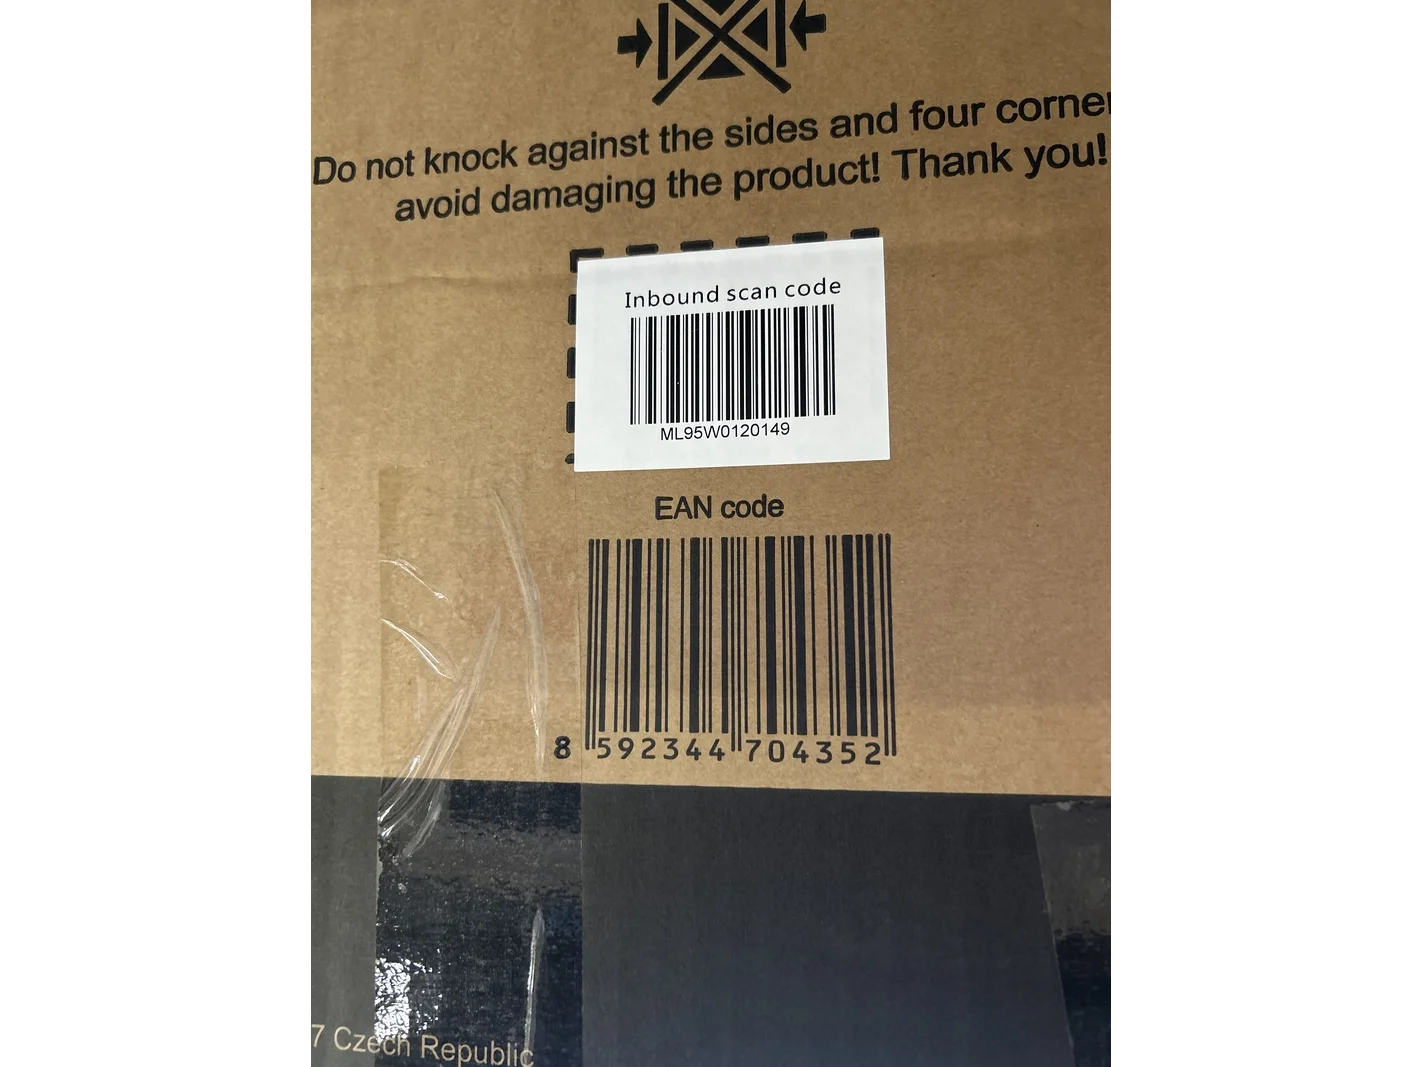 Do not knock against the sides and four corner
avoid damaging the product! Thank you!
Inbound scan code
ML95W0120149
EAN code
8 592344 704352
7 Czech Republic